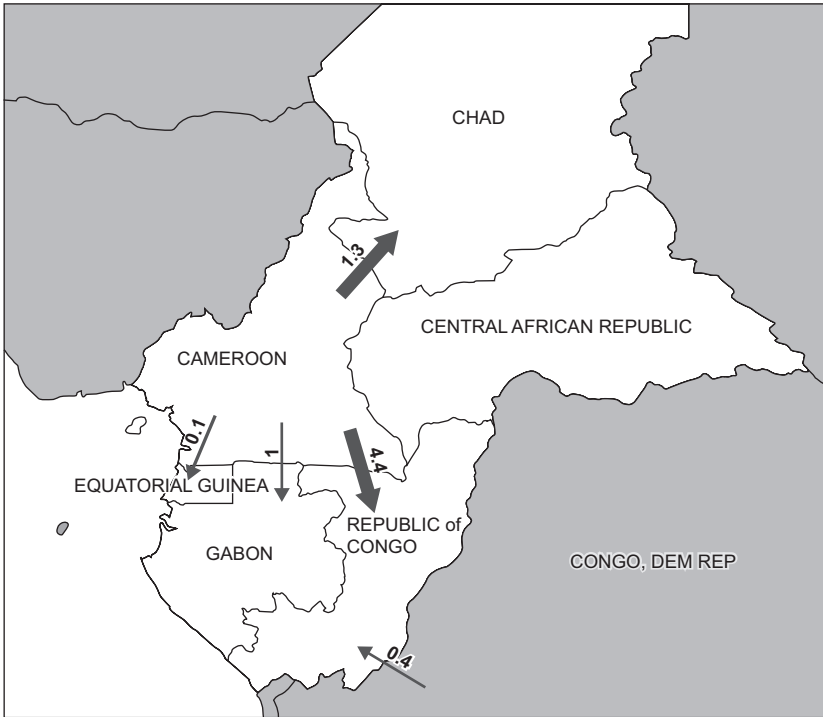 CHAD
1.3
CENTRAL AFRICAN REPUBLIC
CAMEROON
0.1
1
4.4
EQUATORIAL GUINEA
REPUBLIC of
CONGO
GABON
CONGO, DEM REP
0.4